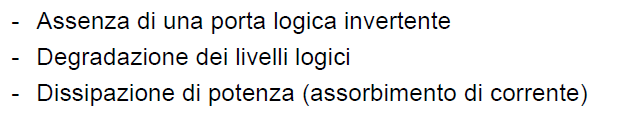 - Assenza di una porta logica invertente
- Degradazione dei livelli logici
- Dissipazione di potenza (assorbimento di corrente)